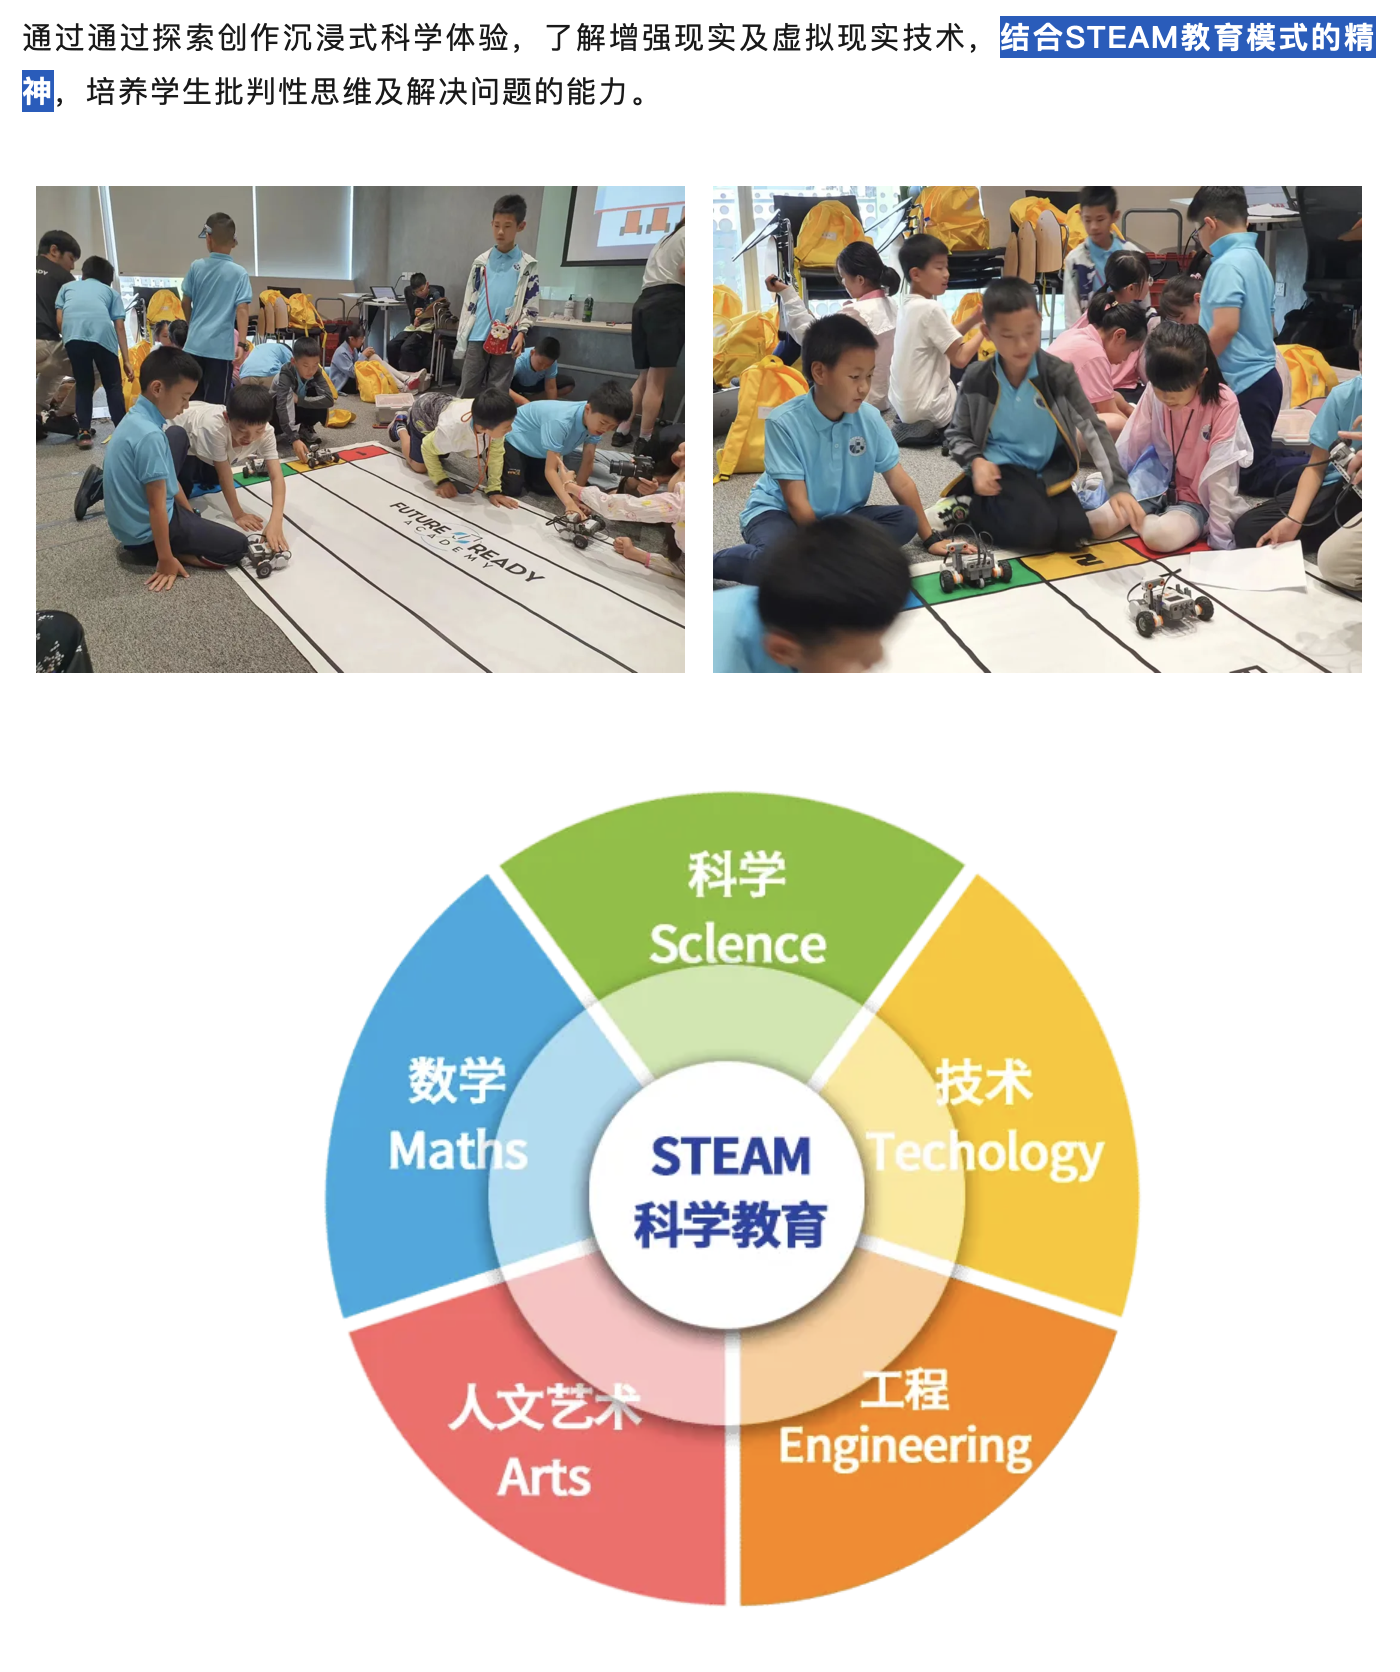 通过通过探索创作沉浸式科学体验，了解增强现实及虚拟现实技术，结合STEAM教育模式的精
神，培养学生批判性思维及解决问题的能力。
FUTURE READY
ACADEMY
科学
Sclence
数学
Maths
技术
Techology
STEAM
科学教育
人文艺术
Arts
工程
Engineering